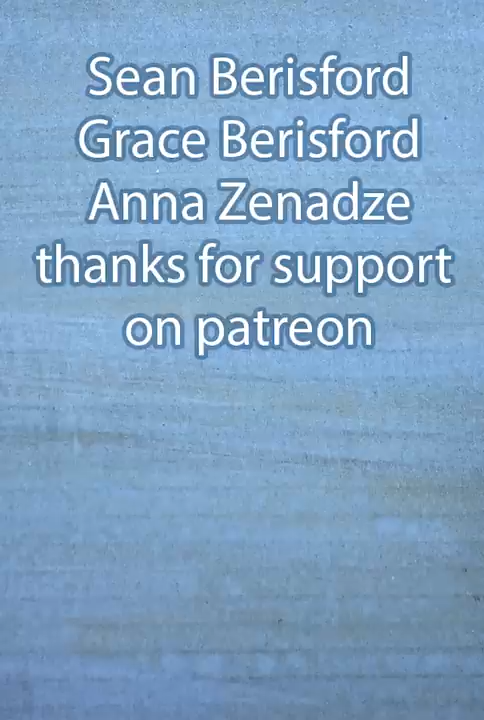 Sean Berisford
Grace Berisford
Anna Zenadze
thanks for support
on patreon